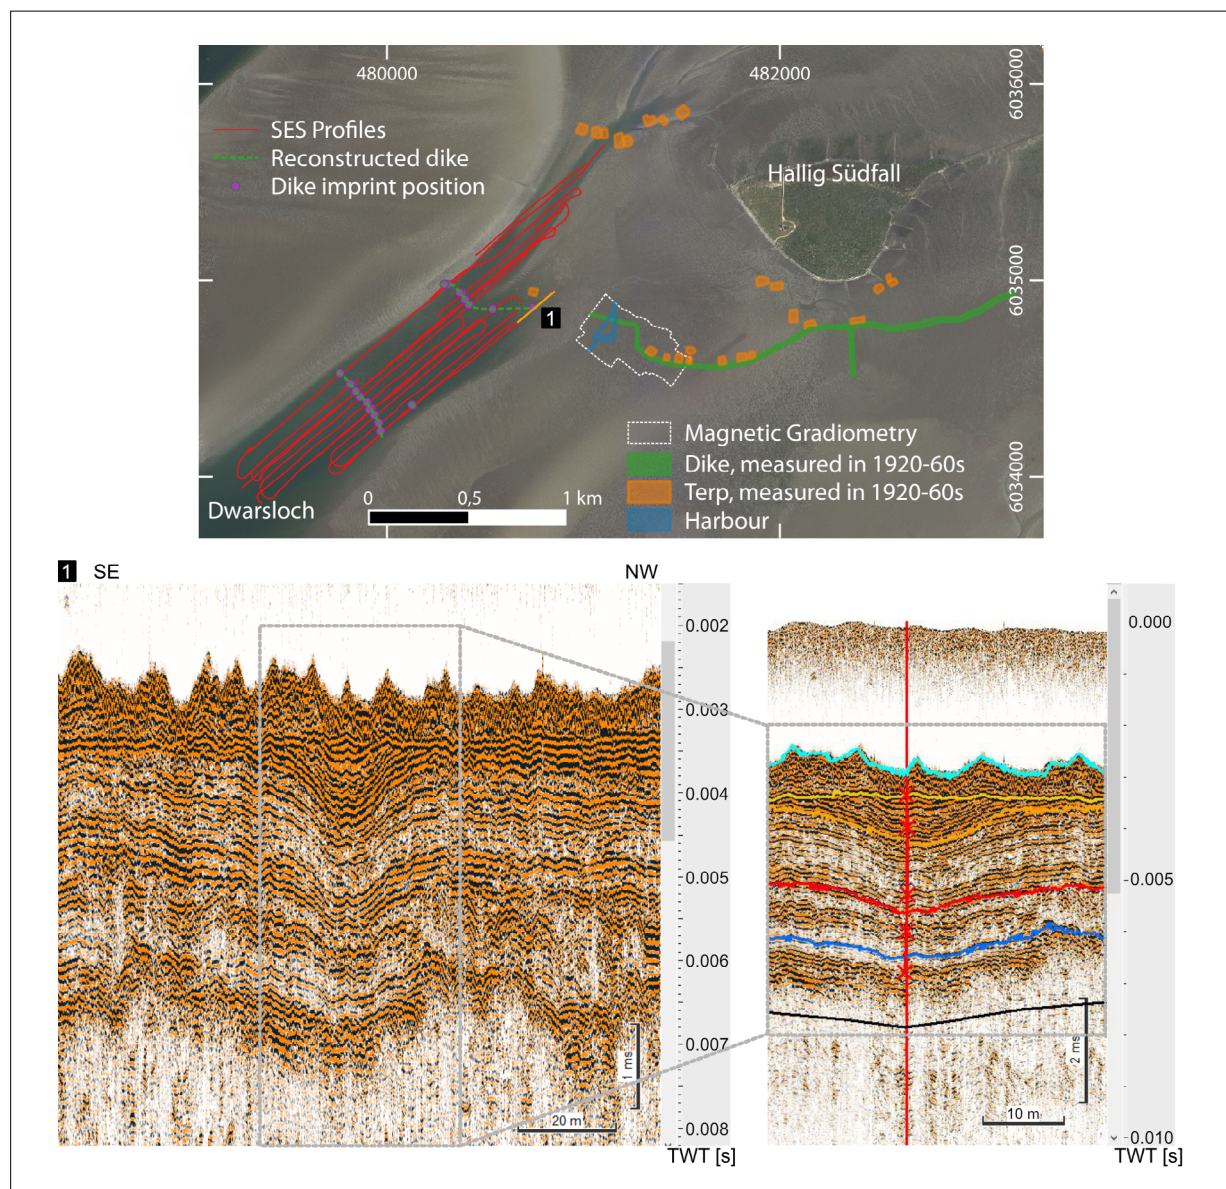 480000
482000
6036000
SES Profiles
Reconstructed dike
Dike imprint position
Hallig Südfall
6035000
1
Magnetic Gradiometry
Dike, measured in 1920-60s
Terp, measured in 1920-60s
Harbour
6034000
0 0,5 1 km
Dwarsloch
1 SE NW
0.002
0.003
0.004
0.005
0.006
0.007
0.008
1 ms
20 m
TWT [s]
0.000
0.005
0.010
2 ms
10 m
TWT [s]